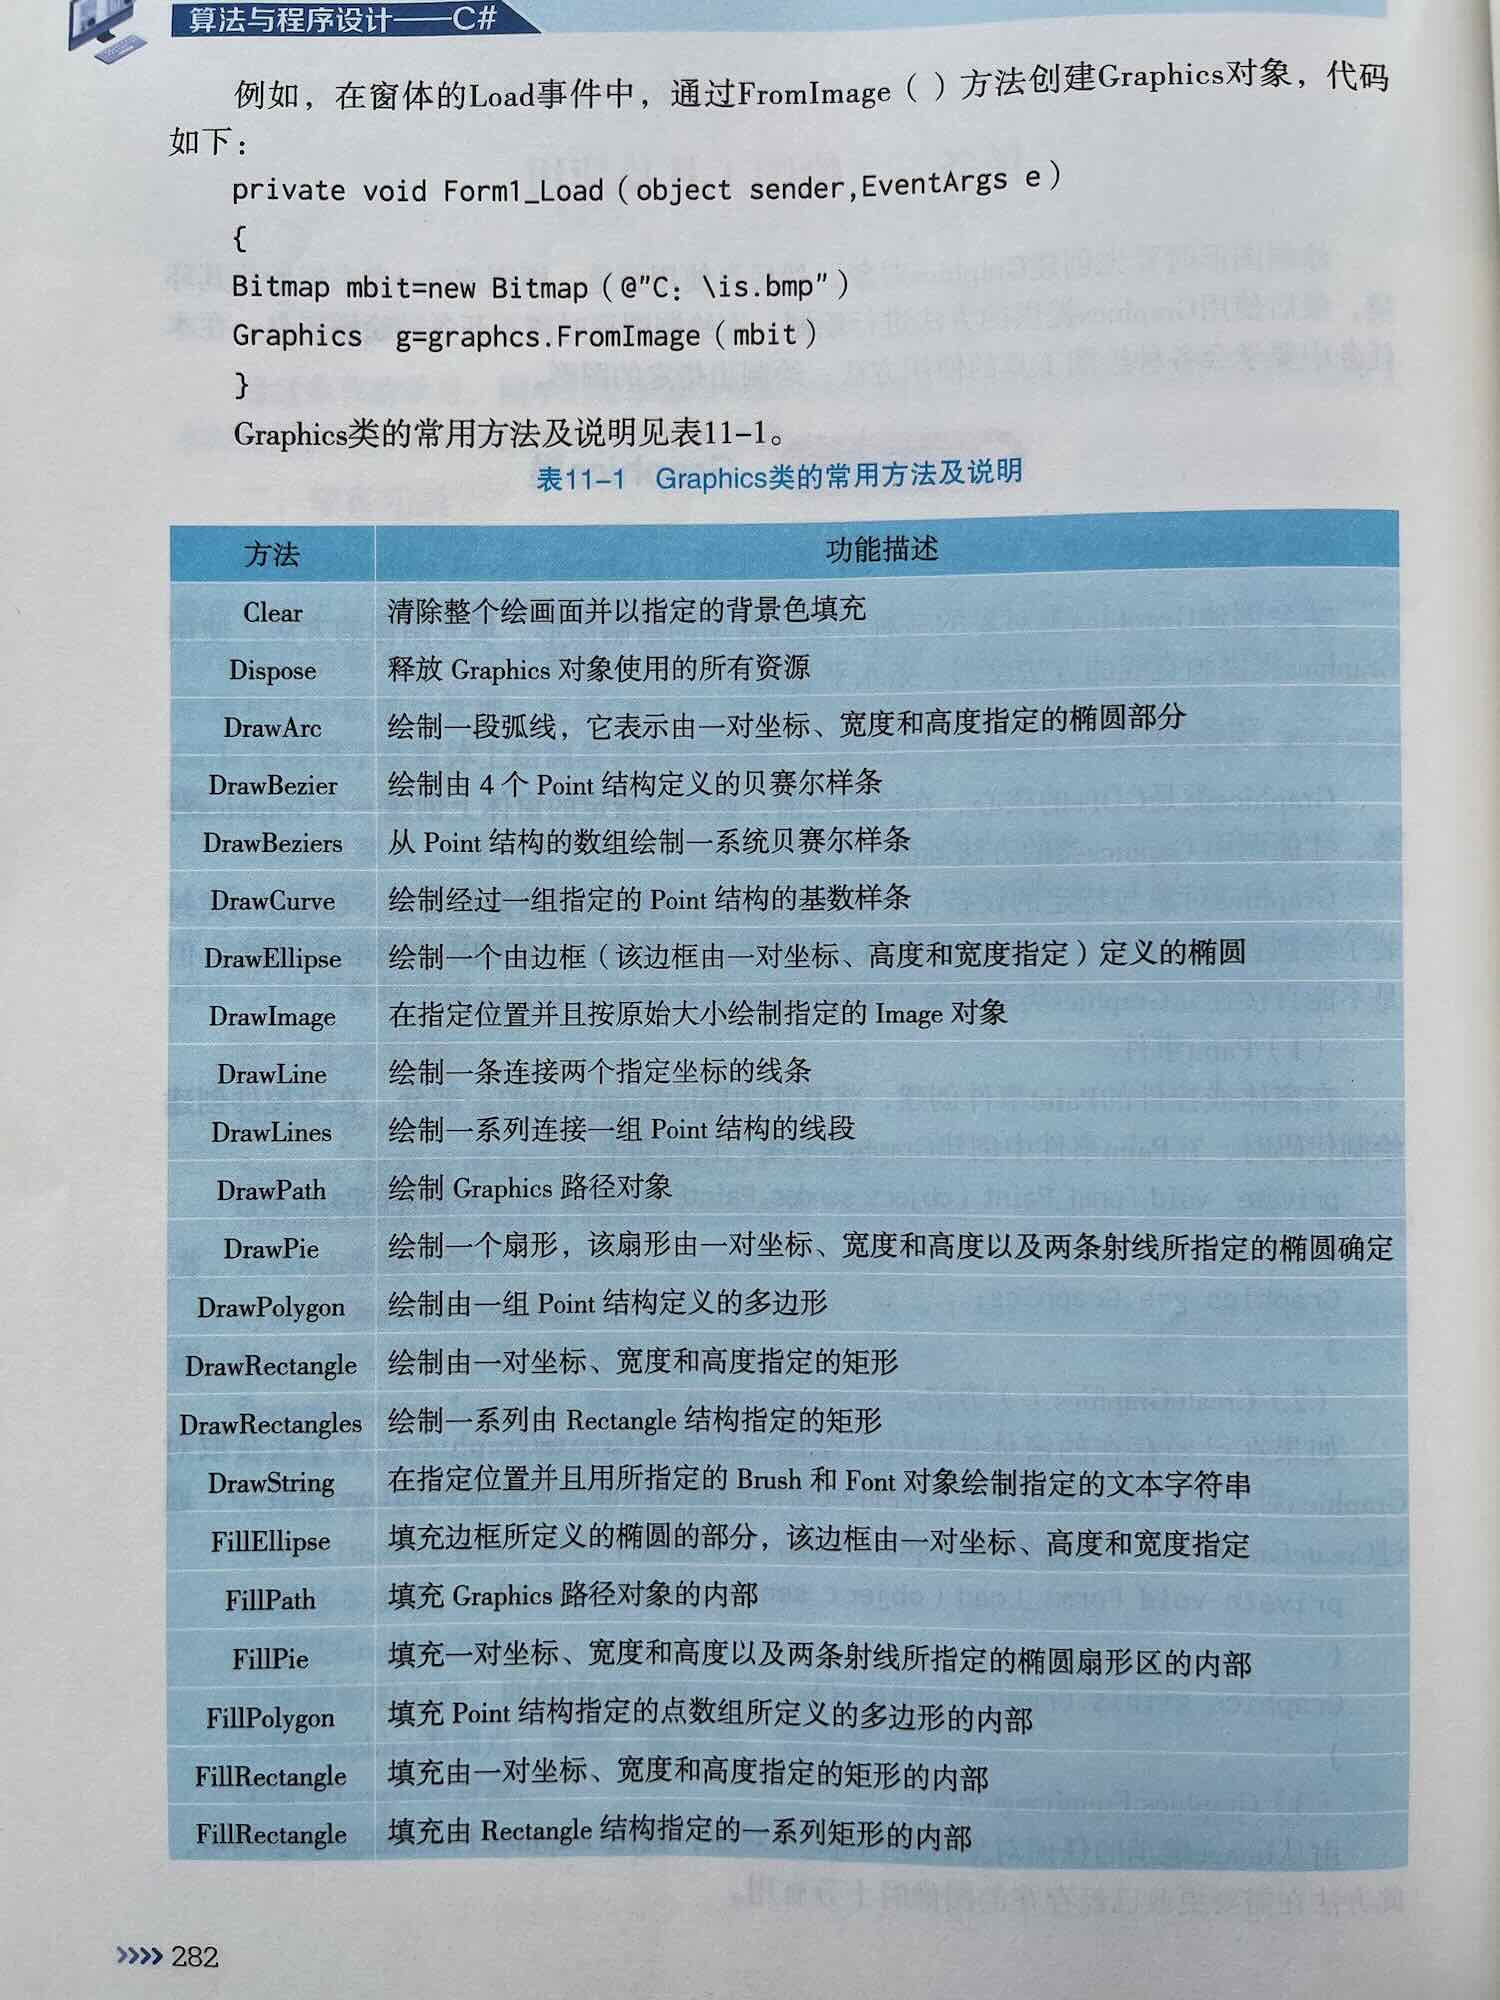 算法与程序设计——C#
例如，在窗体的Load事件中，通过FromImage（）方法创建Graphics对象，代码
如下：
private void Form1_Load（object sender,EventArgs e）
{
Bitmap mbit=new Bitmap（@"C：\is.bmp"）
Graphics g=graphcs.FromImage（mbit）
}
Graphics类的常用方法及说明见表11-1。
表11-1 Graphics类的常用方法及说明
方法 功能描述
Clear 清除整个绘画面并以指定的背景色填充
Dispose 释放 Graphics 对象使用的所有资源
DrawArc 绘制一段弧线，它表示由一对坐标、宽度和高度指定的椭圆部分
DrawBezier 绘制由 4 个 Point 结构定义的贝赛尔样条
DrawBeziers 从 Point 结构的数组绘制一系统贝赛尔样条
DrawCurve 绘制经过一组指定的 Point 结构的基数样条
DrawEllipse 绘制一个由边框（该边框由一对坐标、高度和宽度指定）定义的椭圆
DrawImage 在指定位置并且按原始大小绘制指定的 Image 对象
DrawLine 绘制一条连接两个指定坐标的线条
DrawLines 绘制一系列连接一组 Point 结构的线段
DrawPath 绘制 Graphics 路径对象
DrawPie 绘制一个扇形，该扇形由一对坐标、宽度和高度以及两条射线所指定的椭圆确定
DrawPolygon 绘制由一组 Point 结构定义的多边形
DrawRectangle 绘制由一对坐标、宽度和高度指定的矩形
DrawRectangles 绘制一系列由 Rectangle 结构指定的矩形
DrawString 在指定位置并且用所指定的 Brush 和 Font 对象绘制指定的文本字符串
FillEllipse 填充边框所定义的椭圆的部分，该边框由一对坐标、高度和宽度指定
FillPath 填充 Graphics 路径对象的内部
FillPie 填充一对坐标、宽度和高度以及两条射线所指定的椭圆扇形区的内部
FillPolygon 填充 Point 结构指定的点数组所定义的多边形的内部
FillRectangle 填充由一对坐标、宽度和高度指定的矩形的内部
FillRectangle 填充由 Rectangle 结构指定的一系列矩形的内部
282